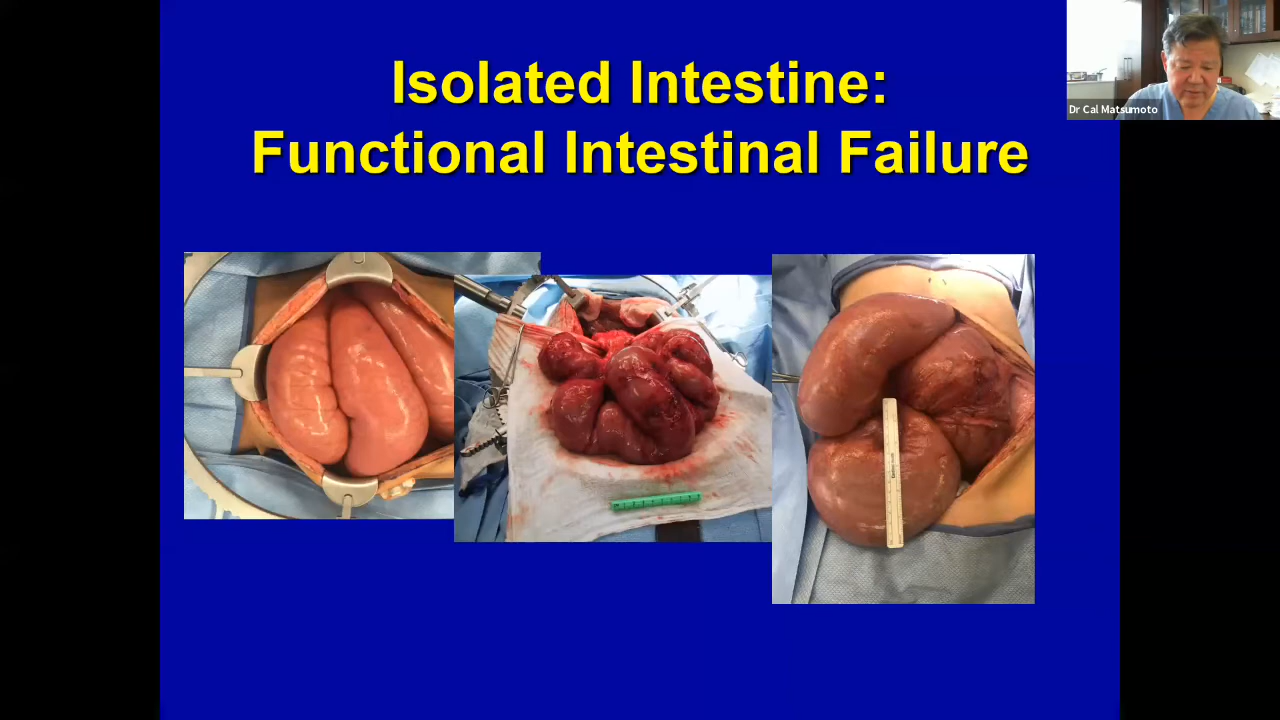 Isolated Intestine:
Functional Intestinal Failure
Dr Cal Matsumoto